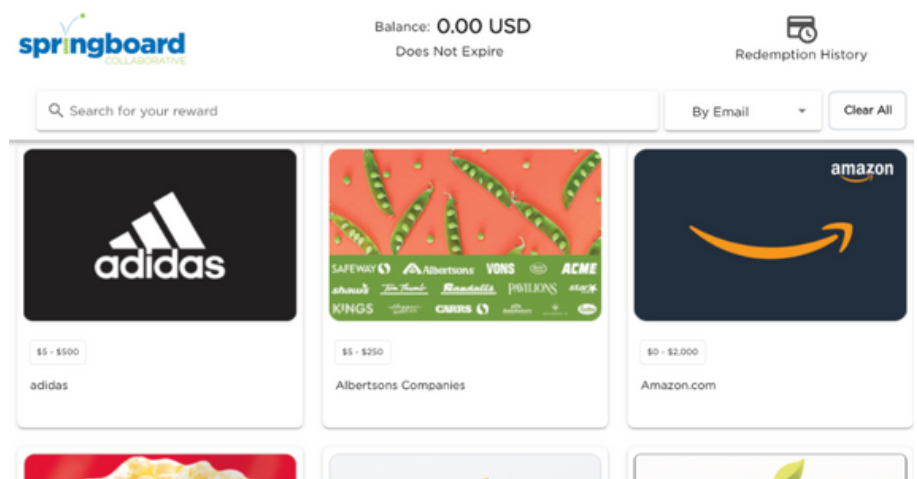 springboard
COLLABORATIVE
Balance: 0.00 USD
Does Not Expire
Redemption History
Search for your reward
By Email
Clear All
adidas
SAFEWAY Albertsons VONS ACME
shaw's Tom Thumb Randalls PAVILIONS star
KINGS CARRS
amazon
$5 - $500
adidas
$5 - $250
Albertsons Companies
$0 - $2,000
Amazon.com